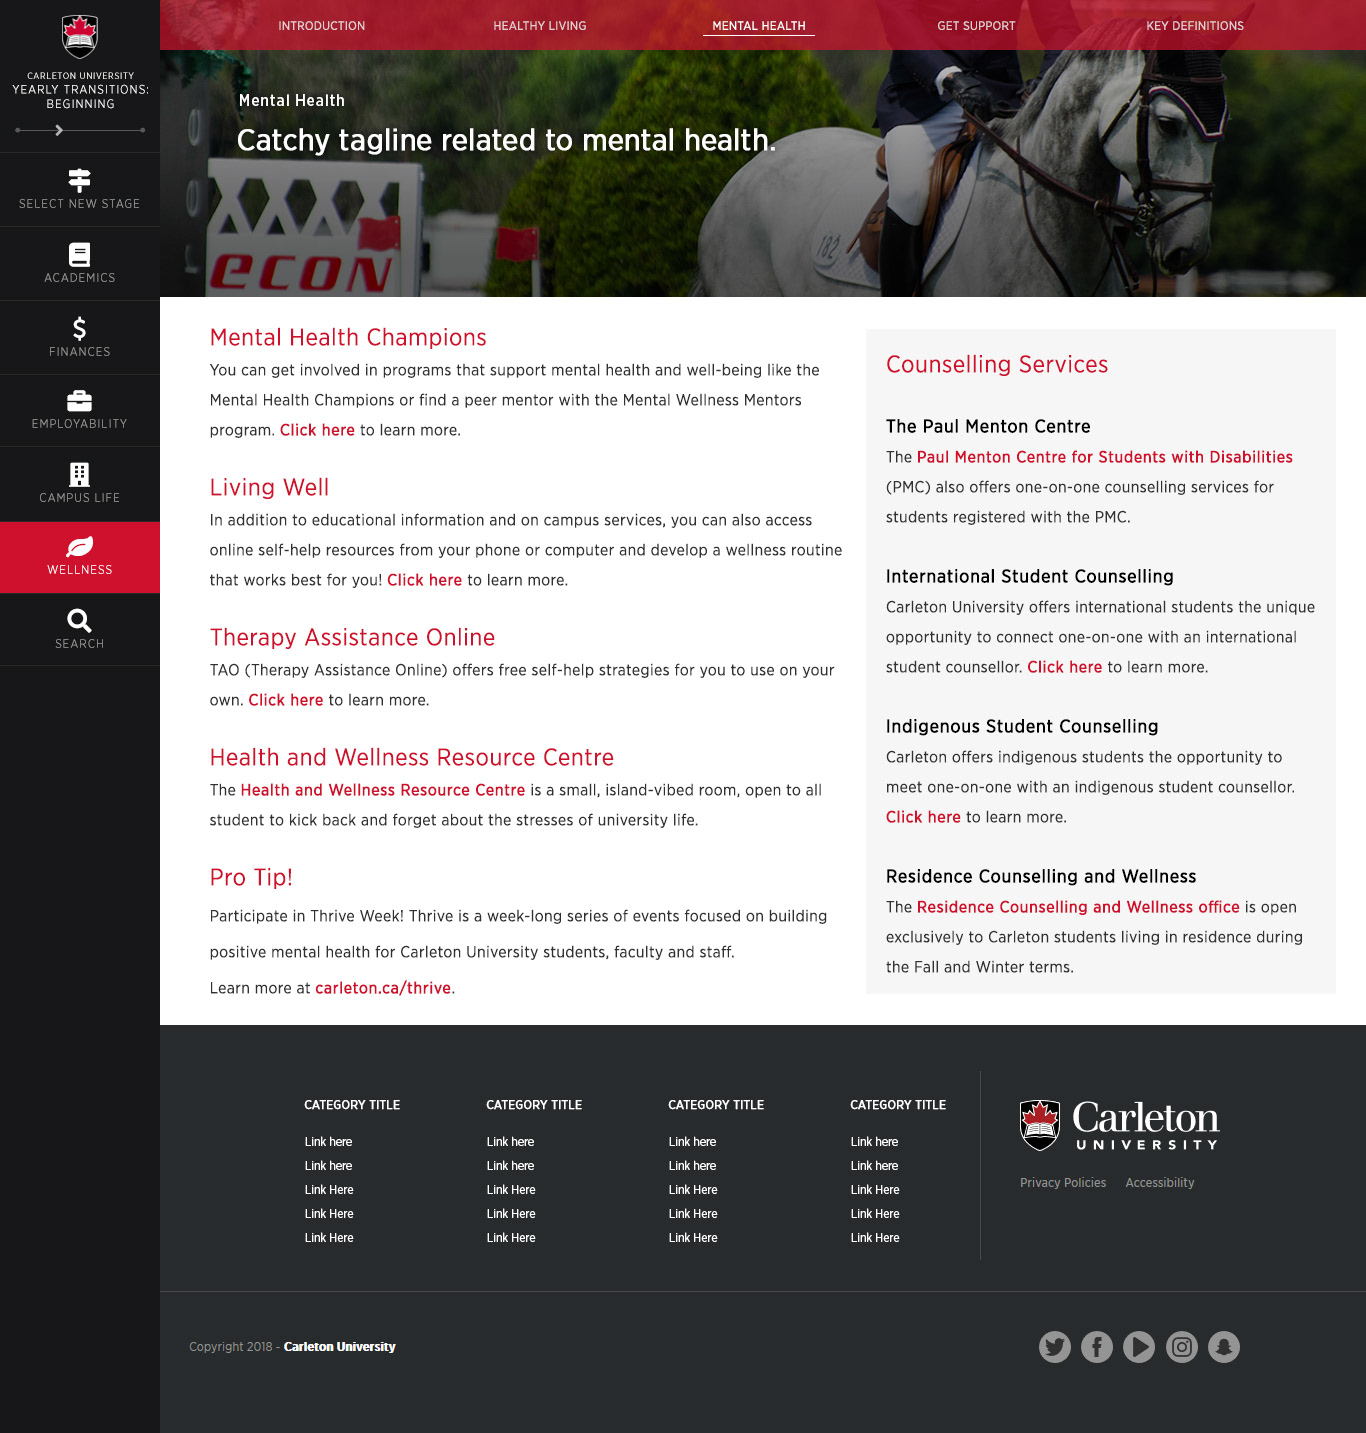 CARLETON UNIVERSITY
YEARLY TRANSITIONS:
BEGINNING
SELECT NEW STAGE
ACADEMICS
FINANCES
EMPLOYABILITY
CAMPUS LIFE
WELLNESS
SEARCH
INTRODUCTION
HEALTHY LIVING
MENTAL HEALTH
GET SUPPORT
KEY DEFINITIONS
Mental Health
Catchy tagline related to mental health.
econ
182
Mental Health Champions
You can get involved in programs that support mental health and well-being like the
Mental Health Champions or find a peer mentor with the Mental Wellness Mentors
program. Click here to learn more.
Living Well
In addition to educational information and on campus services, you can also access
online self-help resources from your phone or computer and develop a wellness routine
that works best for you! Click here to learn more.
Therapy Assistance Online
TAO (Therapy Assistance Online) offers free self-help strategies for you to use on your
own. Click here to learn more.
Health and Wellness Resource Centre
The Health and Wellness Resource Centre is a small, island-vibed room, open to all
student to kick back and forget about the stresses of university life.
Pro Tip!
Participate in Thrive Week! Thrive is a week-long series of events focused on building
positive mental health for Carleton University students, faculty and staff.
Learn more at carleton.ca/thrive.
Counselling Services
The Paul Menton Centre
The Paul Menton Centre for Students with Disabilities
(PMC) also offers one-on-one counselling services for
students registered with the PMC.
International Student Counselling
Carleton University offers international students the unique
opportunity to connect one-on-one with an international
student counsellor. Click here to learn more.
Indigenous Student Counselling
Carleton offers indigenous students the opportunity to
meet one-on-one with an indigenous student counsellor.
Click here to learn more.
Residence Counselling and Wellness
The Residence Counselling and Wellness office is open
exclusively to Carleton students living in residence during
the Fall and Winter terms.
CATEGORY TITLE
Link here
Link here
Link Here
Link Here
Link Here
CATEGORY TITLE
Link here
Link here
Link Here
Link Here
Link Here
CATEGORY TITLE
Link here
Link here
Link Here
Link Here
Link Here
CATEGORY TITLE
Link here
Link here
Link Here
Link Here
Link Here
Carleton
UNIVERSITY
Privacy Policies
Accessibility
Copyright 2018 - Carleton University